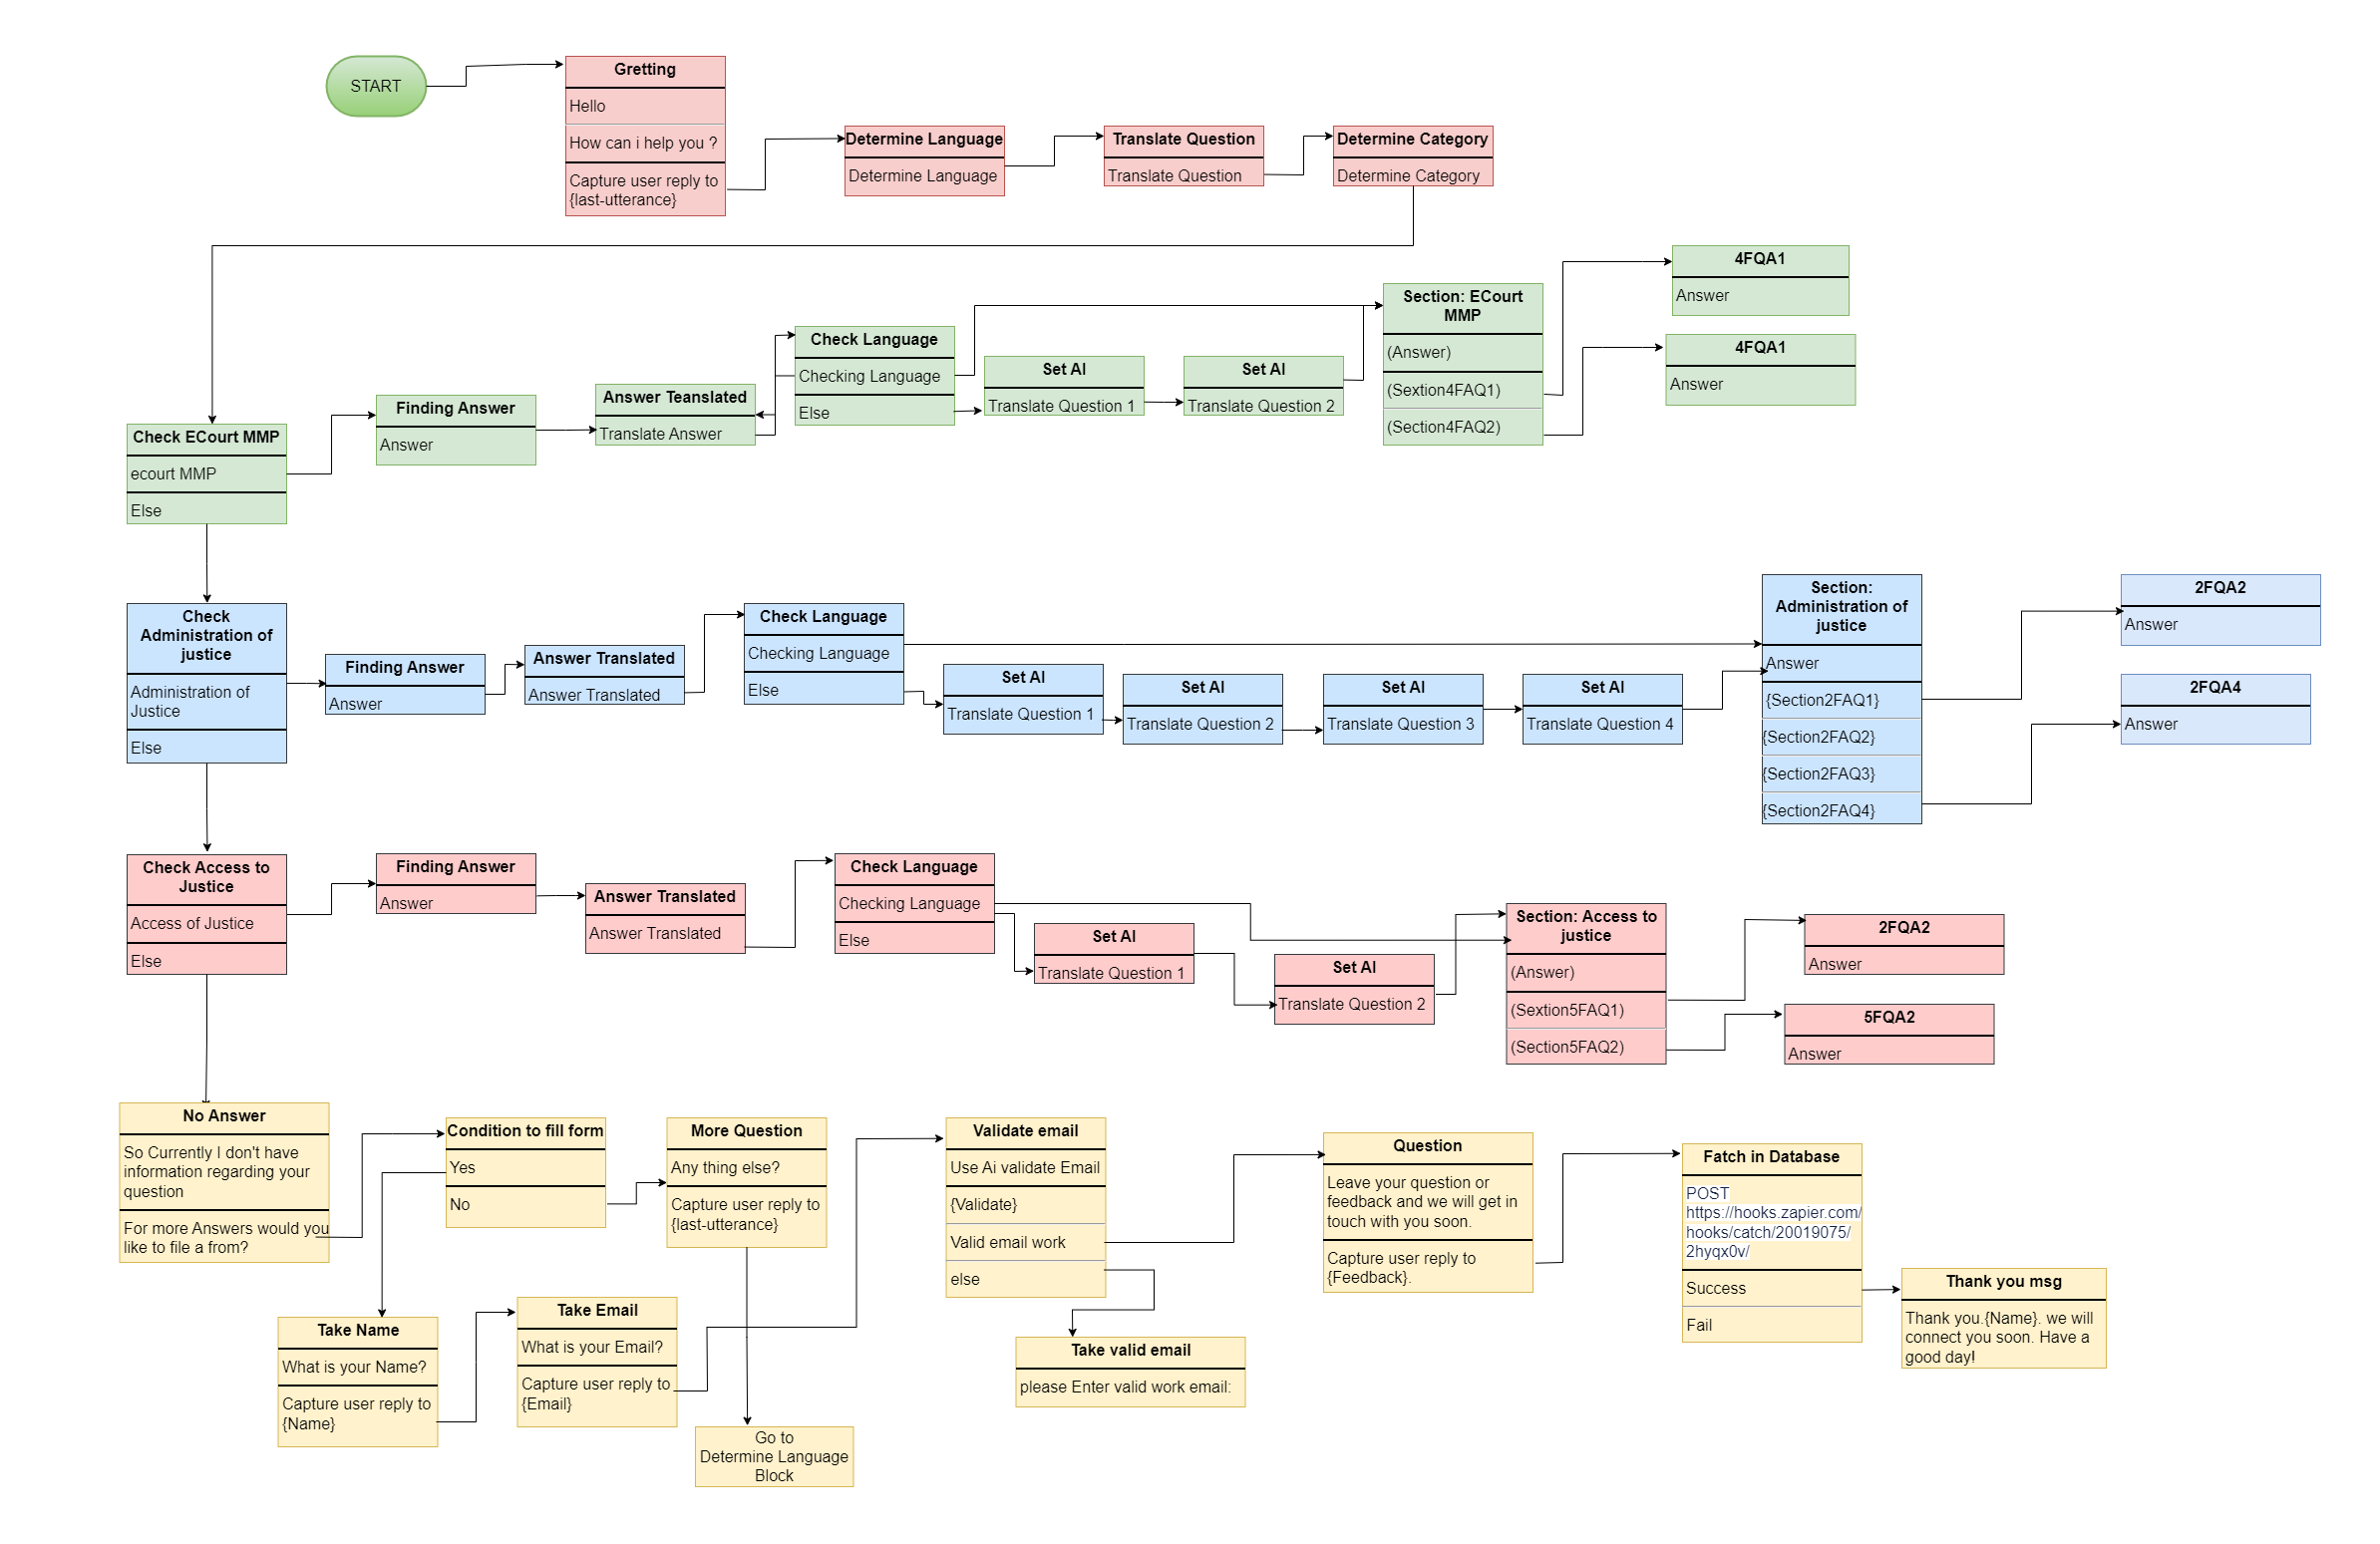 START
Gretting
Hello
How can i help you ?
Capture user reply to
{last-utterance}
Determine Language
Determine Language
Translate Question
Translate Question
Determine Category
Determine Category
Check ECourt MMP
ecourt MMP
Else
Finding Answer
Answer
Answer Teanslated
Translate Answer
Check Language
Checking Language
Else
Set AI
Translate Question 1
Set AI
Translate Question 2
Section: ECourt
MMP
(Answer)
(Sextion4FAQ1)
(Section4FAQ2)
4FQA1
Answer
4FQA1
Answer
Check
Administration of
justice
Administration of
Justice
Else
Finding Answer
Answer
Answer Translated
Answer Translated
Check Language
Checking Language
Else
Set AI
Translate Question 1
Set AI
Translate Question 2
Set AI
Translate Question 3
Set AI
Translate Question 4
Section:
Administration of
justice
Answer
{Section2FAQ1}
{Section2FAQ2}
{Section2FAQ3}
{Section2FAQ4}
2FQA2
Answer
2FQA4
Answer
Check Access to
Justice
Access of Justice
Else
Finding Answer
Answer
Answer Translated
Answer Translated
Check Language
Checking Language
Else
Set AI
Translate Question 1
Set AI
Translate Question 2
Section: Access to
justice
(Answer)
(Sextion5FAQ1)
(Section5FAQ2)
2FQA2
Answer
5FQA2
Answer
No Answer
So Currently I don't have
information regarding your
question
For more Answers would you
like to file a from?
Condition to fill form
Yes
No
More Question
Any thing else?
Capture user reply to
{last-utterance}
Validate email
Use Ai validate Email
{Validate}
Valid email work
else
Question
Leave your question or
feedback and we will get in
touch with you soon.
Capture user reply to
{Feedback}.
Fatch in Database
POST
https://hooks.zapier.com/
hooks/catch/20019075/
2hyqx0v/
Success
Fail
Thank you msg
Thank you.{Name}. we will
connect you soon. Have a
good day!
Take Name
What is your Name?
Capture user reply to
{Name}
Take Email
What is your Email?
Capture user reply to
{Email}
Take valid email
please Enter valid work email:
Go to
Determine Language
Block